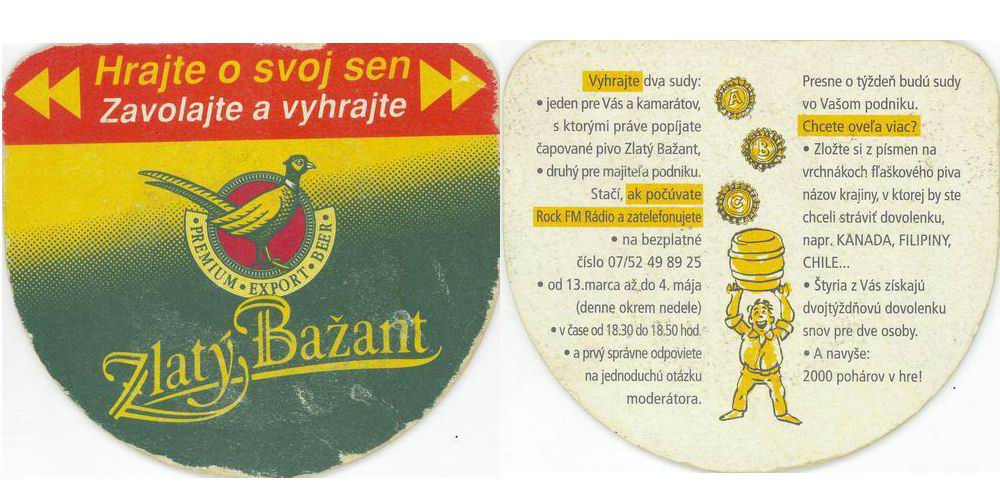 Hrajte o svoj sen
Zavolajte a vyhrajte
• PREMIUM • EXPORT • BEER •
Zlatý Bažant
Vyhrajte dva sudy:
• jeden pre Vás a kamarátov,
s ktorými práve popíjate
čapované pivo Zlatý Bažant,
• druhý pre majiteľa podniku.
Stačí, ak počúvate
Rock FM Rádio a zatelefonujete
• na bezplatné
číslo 07/52 49 89 25
• od 13.marca až do 4. mája
(denne okrem nedele)
• v čase od 18.30 do 18.50 hod.
• a prvý správne odpoviete
na jednoduchú otázku
moderátora.
A
B
C
Presne o týždeň budú sudy
vo Vašom podniku.
Chcete oveľa viac?
• Zložte si z písmen na
vrchnákoch fľaškového piva
názov krajiny, v ktorej by ste
chceli stráviť dovolenku,
napr. KANADA, FILIPINY,
CHILE...
• Štyria z Vás získajú
dvojtýždňovú dovolenku
snov pre dve osoby.
• A navyše:
2000 pohárov v hre!